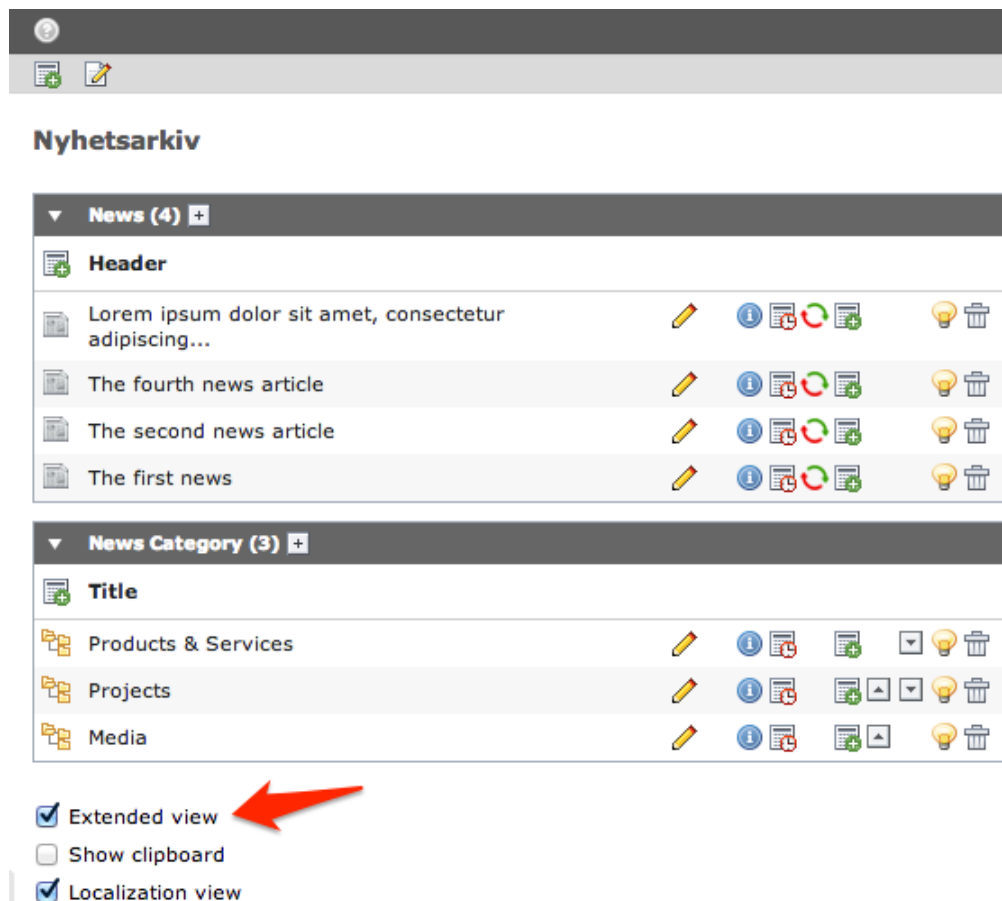 Nyhetsarkiv
News (4)
Header
Lorem ipsum dolor sit amet, consectetur
adipiscing...
The fourth news article
The second news article
The first news
News Category (3)
Title
Products & Services
Projects
Media
Extended view
Show clipboard
Localization view